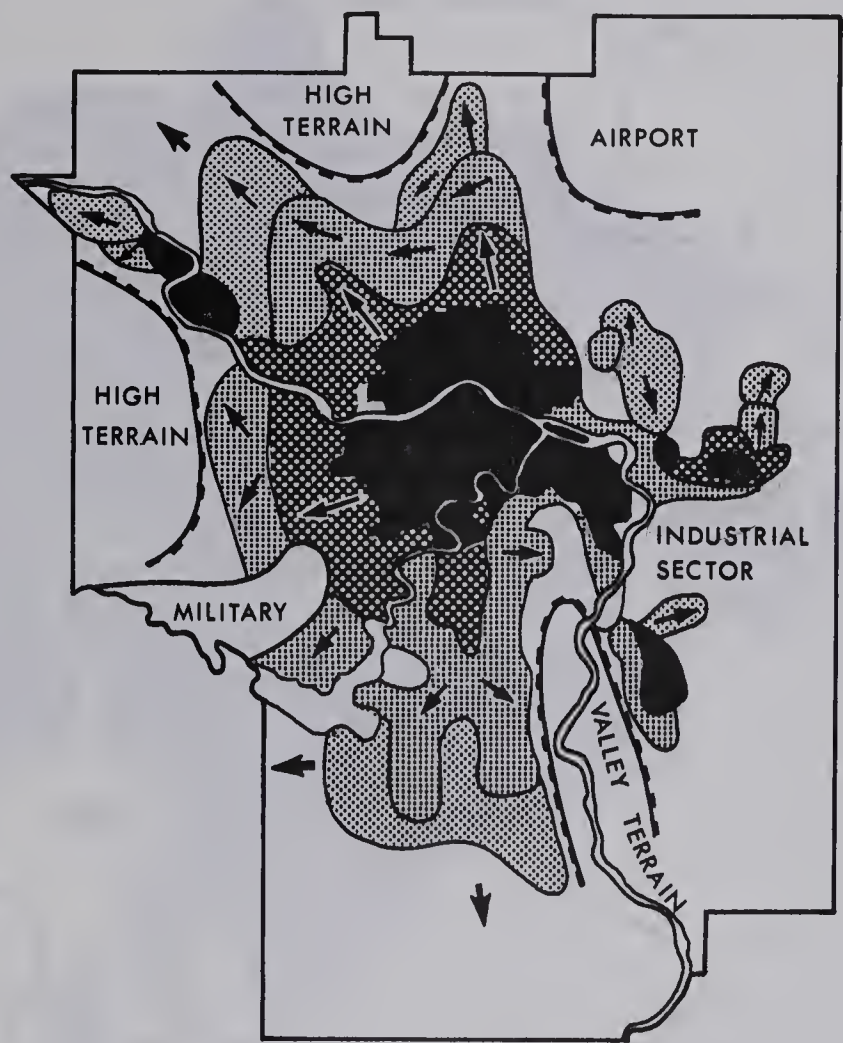 HIGH
TERRAIN
AIRPORT
HIGH
TERRAIN
INDUSTRIAL
SECTOR
MILITARY
VALLEY TERRAIN